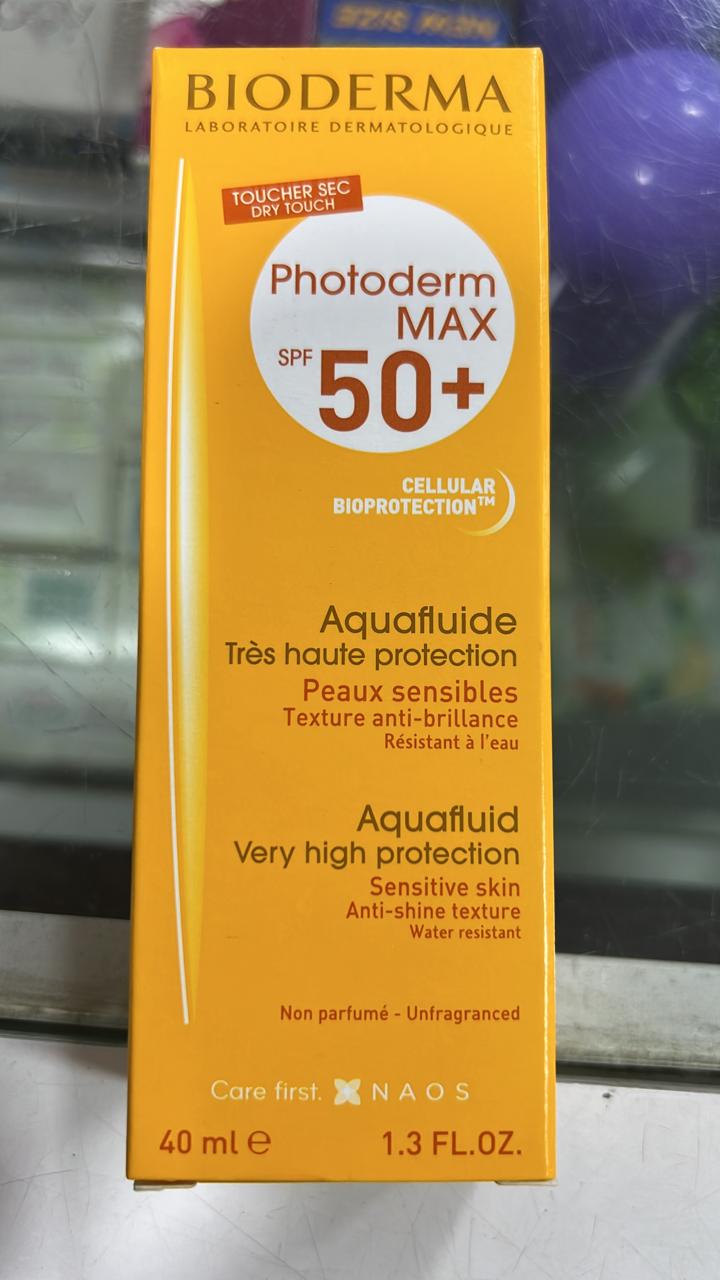 BIODERMA
LABORATOIRE DERMATOLOGIQUE
TOUCHER SEC
DRY TOUCH
Photoderm
MAX
SPF 50+
CELLULAR
BIOPROTECTION™
Aquafluide
Très haute protection
Peaux sensibles
Texture anti-brillance
Résistant à l'eau
Aquafluid
Very high protection
Sensitive skin
Anti-shine texture
Water resistant
Non parfumé - Unfragranced
Care first. NAOS
40 ml ℮ 1.3 FL.OZ.